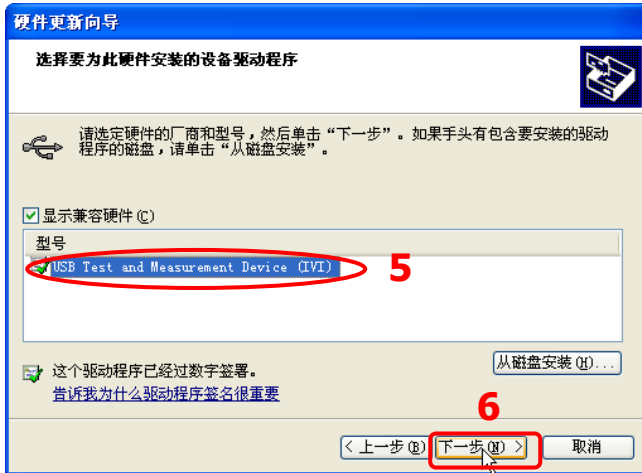 硬件更新向导
选择要为此硬件安装的设备驱动程序
请选定硬件的厂商和型号，然后单击“下一步”。如果手头有包含要安装的驱动
程序的磁盘，请单击“从磁盘安装”。
显示兼容硬件(C)
型号
USB Test and Measurement Device (IVI)
5
这个驱动程序已经过数字签署。
从磁盘安装(H)...
告诉我为什么驱动程序签名很重要
6
< 上一步(B) 下一步(N) > 取消